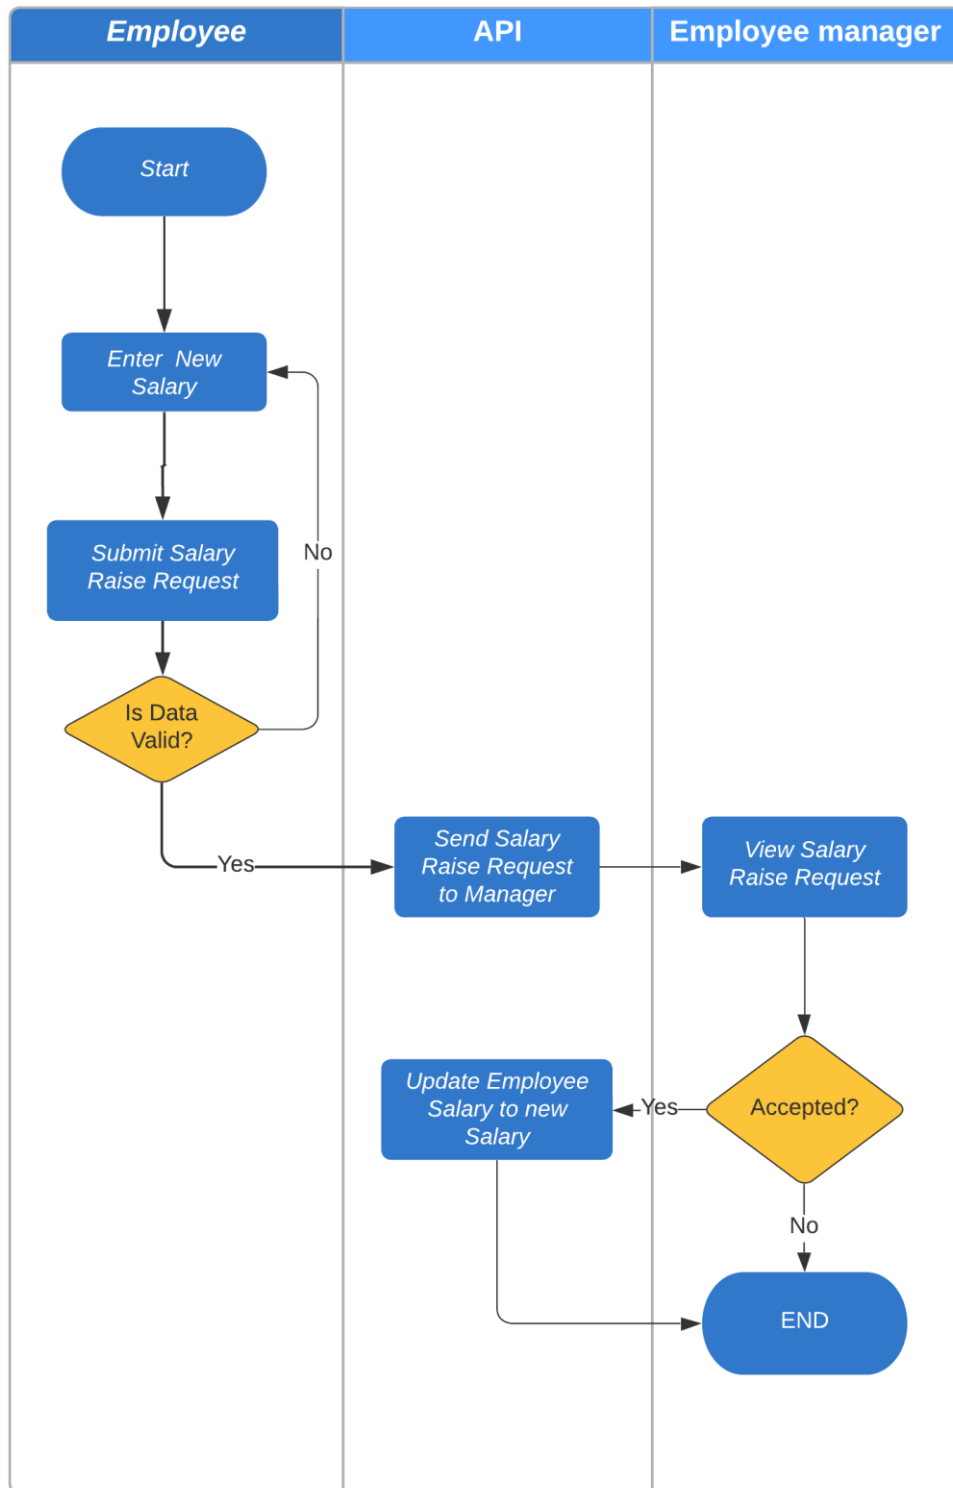 Employee
API
Employee manager
Start
Enter  New
Salary
Submit Salary
Raise Request
No
Is Data
Valid?
Yes
Send Salary
Raise Request
to Manager
View Salary
Raise Request
Update Employee
Salary to new
Salary
Yes
Accepted?
No
END